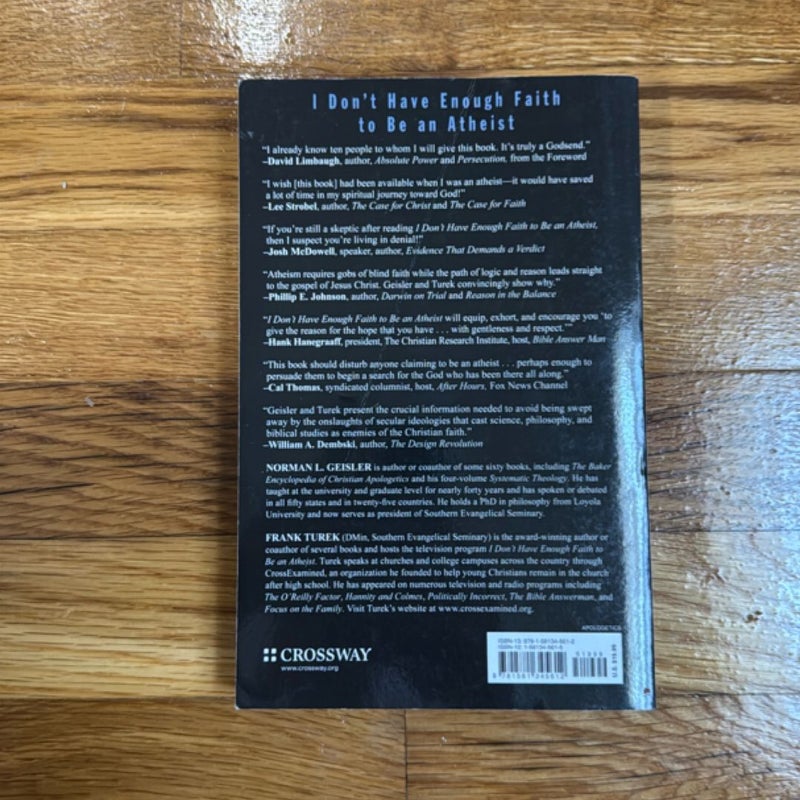 I Don't Have Enough Faith
to Be an Atheist
“I already know ten people to whom I will give this book. It's truly a Godsend.”
–David Limbaugh, author, Absolute Power and Persecution, from the Foreword
“I wish [this book] had been available when I was an atheist—it would have saved
a lot of time in my spiritual journey toward God!”
–Lee Strobel, author, The Case for Christ and The Case for Faith
“If you're still a skeptic after reading I Don't Have Enough Faith to Be an Atheist,
then I suspect you're living in denial!”
–Josh McDowell, speaker, author, Evidence That Demands a Verdict
“Atheism requires gobs of blind faith while the path of logic and reason leads straight
to the gospel of Jesus Christ. Geisler and Turek convincingly show why.”
–Phillip E. Johnson, author, Darwin on Trial and Reason in the Balance
“I Don't Have Enough Faith to Be an Atheist will equip, exhort, and encourage you ‘to
give the reason for the hope that you have . . . with gentleness and respect.’”
–Hank Hanegraaff, president, The Christian Research Institute, host, Bible Answer Man
“This book should disturb anyone claiming to be an atheist . . . perhaps enough to
persuade them to begin a search for the God who has been there all along.”
–Cal Thomas, syndicated columnist, host, After Hours, Fox News Channel
“Geisler and Turek present the crucial information needed to avoid being swept
away by the onslaughts of secular ideologies that cast science, philosophy, and
biblical studies as enemies of the Christian faith.”
–William A. Dembski, author, The Design Revolution
NORMAN L. GEISLER is author or coauthor of some sixty books, including The Baker
Encyclopedia of Christian Apologetics and his four-volume Systematic Theology. He has
taught at the university and graduate level for nearly forty years and has spoken or debated
in all fifty states and in twenty-five countries. He holds a PhD in philosophy from Loyola
University and now serves as president of Southern Evangelical Seminary.
FRANK TUREK (DMin, Southern Evangelical Seminary) is the award-winning author or
coauthor of several books and hosts the television program I Don't Have Enough Faith to
Be an Atheist. Turek speaks at churches and college campuses across the country through
CrossExamined, an organization he founded to help young Christians remain in the church
after high school. He has appeared on numerous television and radio programs including
The O'Reilly Factor, Hannity and Colmes, Politically Incorrect, The Bible Answerman, and
Focus on the Family. Visit Turek's website at www.crossexamined.org.
APOLOGETICS
CROSSWAY
www.crossway.org
ISBN-13: 978-1-58134-561-2
ISBN-10: 1-58134-561-5
51999
9 781581 345612
U.S. $19.99